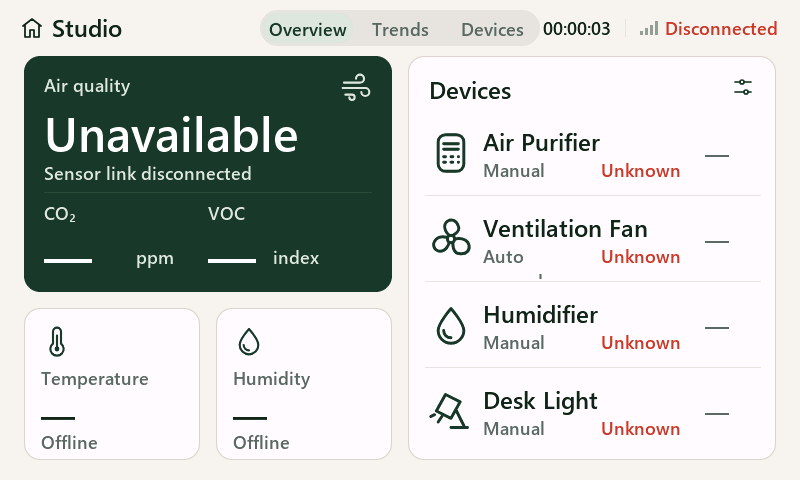 Studio
Overview Trends Devices 00:00:03 Disconnected
Air quality
Unavailable
Sensor link disconnected
CO₂ VOC
— ppm — index
Temperature
—
Offline
Humidity
—
Offline
Devices
Air Purifier
Manual Unknown —
Ventilation Fan
Auto Unknown —
Humidifier
Manual Unknown —
Desk Light
Manual Unknown —